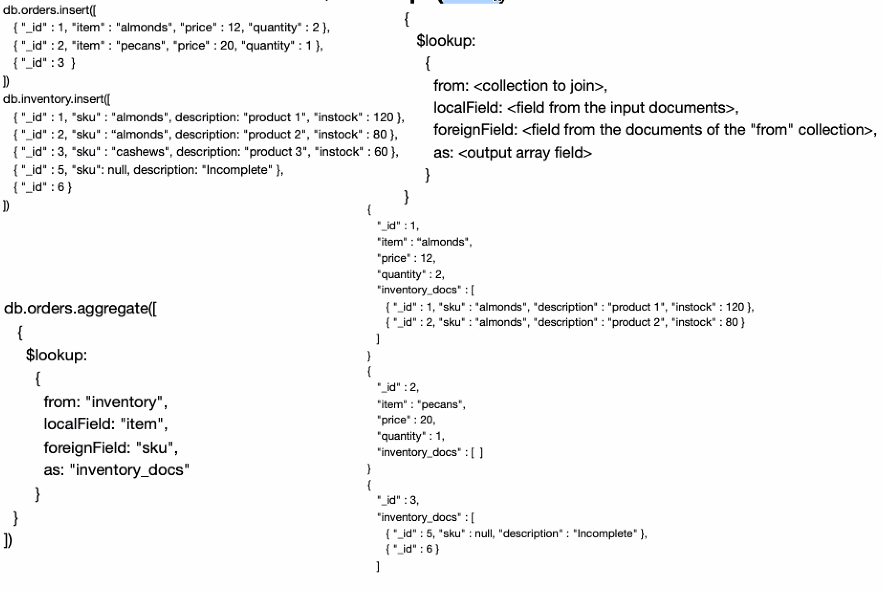 db.orders.insert([
{ "_id" : 1, "item" : "almonds", "price" : 12, "quantity" : 2 },
{ "_id" : 2, "item" : "pecans", "price" : 20, "quantity" : 1 },
{ "_id" : 3  }
])
db.inventory.insert([
{ "_id" : 1, "sku" : "almonds", description: "product 1", "instock" : 120 },
{ "_id" : 2, "sku" : "almonds", description: "product 2", "instock" : 80 },
{ "_id" : 3, "sku" : "cashews", description: "product 3", "instock" : 60 },
{ "_id" : 5, "sku": null, description: "Incomplete" },
{ "_id" : 6 }
])
{
$lookup:
{
from: <collection to join>,
localField: <field from the input documents>,
foreignField: <field from the documents of the "from" collection>,
as: <output array field>
}
}
db.orders.aggregate([
{
$lookup:
{
from: "inventory",
localField: "item",
foreignField: "sku",
as: "inventory_docs"
}
}
])
{
"_id" : 1,
"item" : "almonds",
"price" : 12,
"quantity" : 2,
"inventory_docs" : [
{ "_id" : 1, "sku" : "almonds", "description" : "product 1", "instock" : 120 },
{ "_id" : 2, "sku" : "almonds", "description" : "product 2", "instock" : 80 }
]
}
{
"_id" : 2,
"item" : "pecans",
"price" : 20,
"quantity" : 1,
"inventory_docs" : [  ]
}
{
"_id" : 3,
"inventory_docs" : [
{ "_id" : 5, "sku" : null, "description" : "Incomplete" },
{ "_id" : 6 }
]